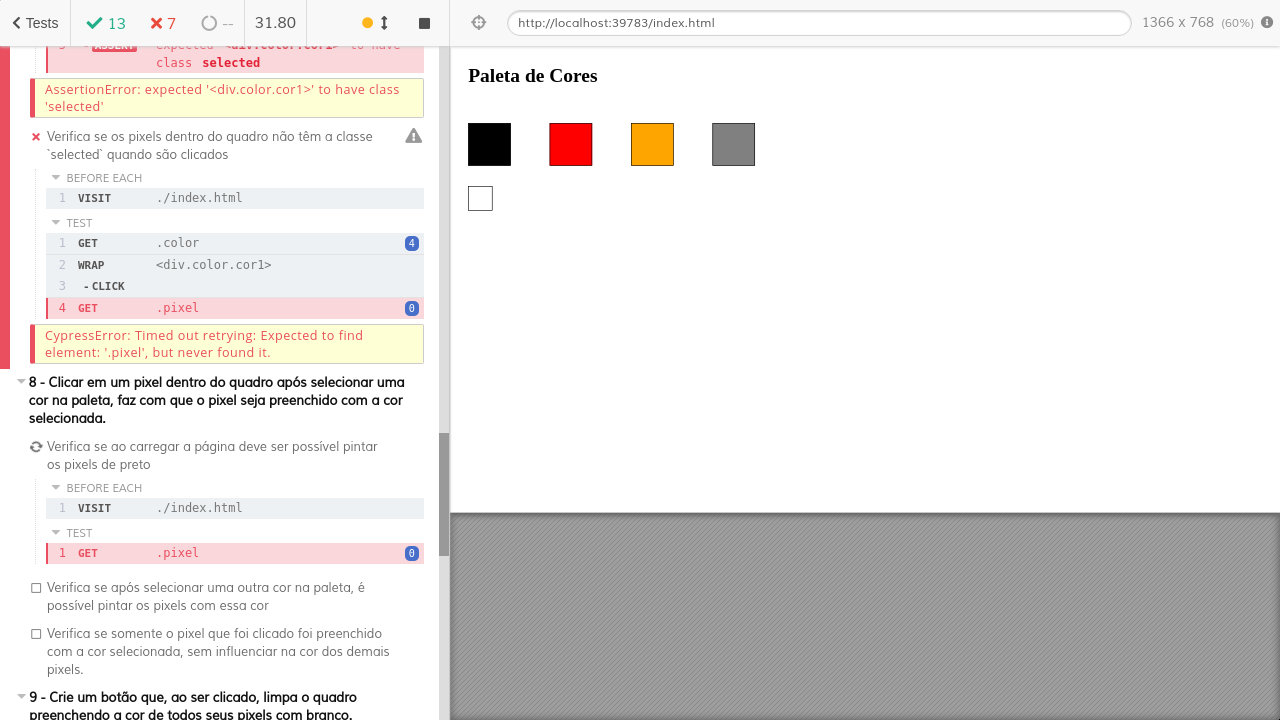 Tests
13
7
--
31.80
3 - ASSERT expected <div.color.cor1> to have
class selected
AssertionError: expected '<div.color.cor1>' to have class
'selected'
Verifica se os pixels dentro do quadro não têm a classe
`selected` quando são clicados
BEFORE EACH
1 VISIT ./index.html
TEST
1 GET .color 4
2 WRAP <div.color.cor1>
3 -CLICK
4 GET .pixel 0
CypressError: Timed out retrying: Expected to find
element: '.pixel', but never found it.
8 - Clicar em um pixel dentro do quadro após selecionar uma
cor na paleta, faz com que o pixel seja preenchido com a cor
selecionada.
Verifica se ao carregar a página deve ser possível pintar
os pixels de preto
BEFORE EACH
1 VISIT ./index.html
TEST
1 GET .pixel 0
Verifica se após selecionar uma outra cor na paleta, é
possível pintar os pixels com essa cor
Verifica se somente o pixel que foi clicado foi preenchido
com a cor selecionada, sem influenciar na cor dos demais
pixels.
9 - Crie um botão que, ao ser clicado, limpa o quadro
preenchendo a cor de todos seus pixels com branco.
http://localhost:39783/index.html
1366 x 768 (60%)
Paleta de Cores